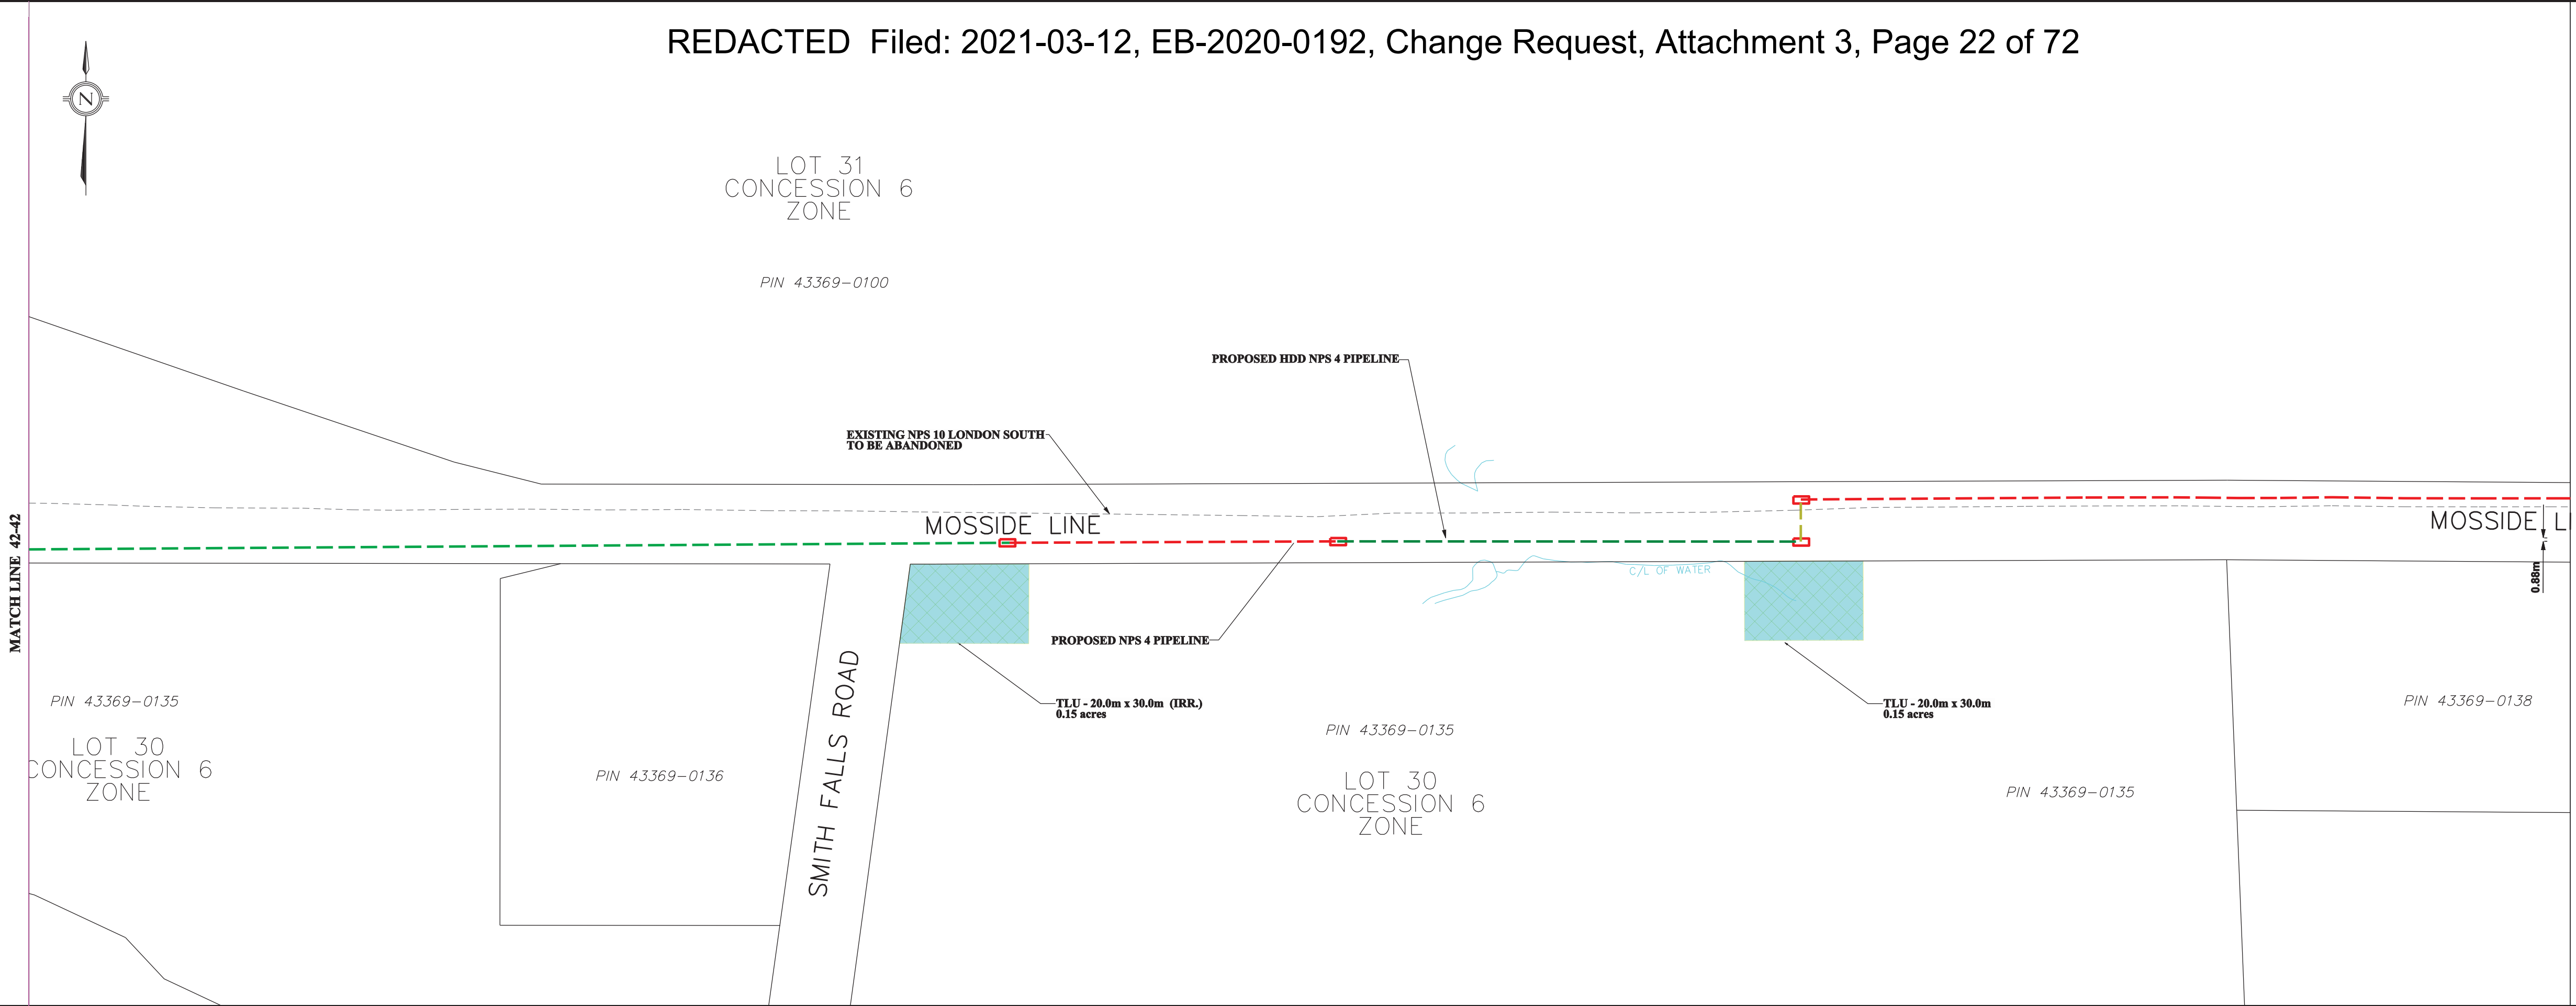 REDACTED  Filed: 2021-03-12, EB-2020-0192, Change Request, Attachment 3, Page 22 of 72
N
LOT 31
CONCESSION 6
ZONE
PIN 43369-0100
PROPOSED HDD NPS 4 PIPELINE
EXISTING NPS 10 LONDON SOUTH
TO BE ABANDONED
MATCH LINE 42-42
MOSSIDE LINE
MOSSIDE LI
C/L OF WATER
0.88m
PROPOSED NPS 4 PIPELINE
SMITH FALLS ROAD
TLU - 20.0m x 30.0m (IRR.)
0.15 acres
TLU - 20.0m x 30.0m
0.15 acres
PIN 43369-0135
LOT 30
CONCESSION 6
ZONE
PIN 43369-0136
PIN 43369-0135
LOT 30
CONCESSION 6
ZONE
PIN 43369-0135
PIN 43369-0138